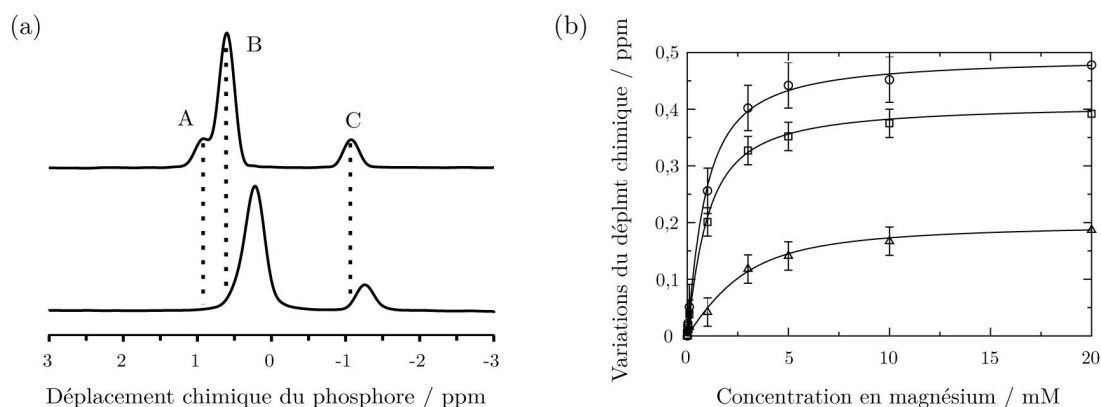 (a)
A
B
C
3 2 1 0 -1 -2 -3
Déplacement chimique du phosphore / ppm
(b)
Variations du déplmt chimique / ppm
0,5
0,4
0,3
0,2
0,1
0
0 5 10 15 20
Concentration en magnésium / mM